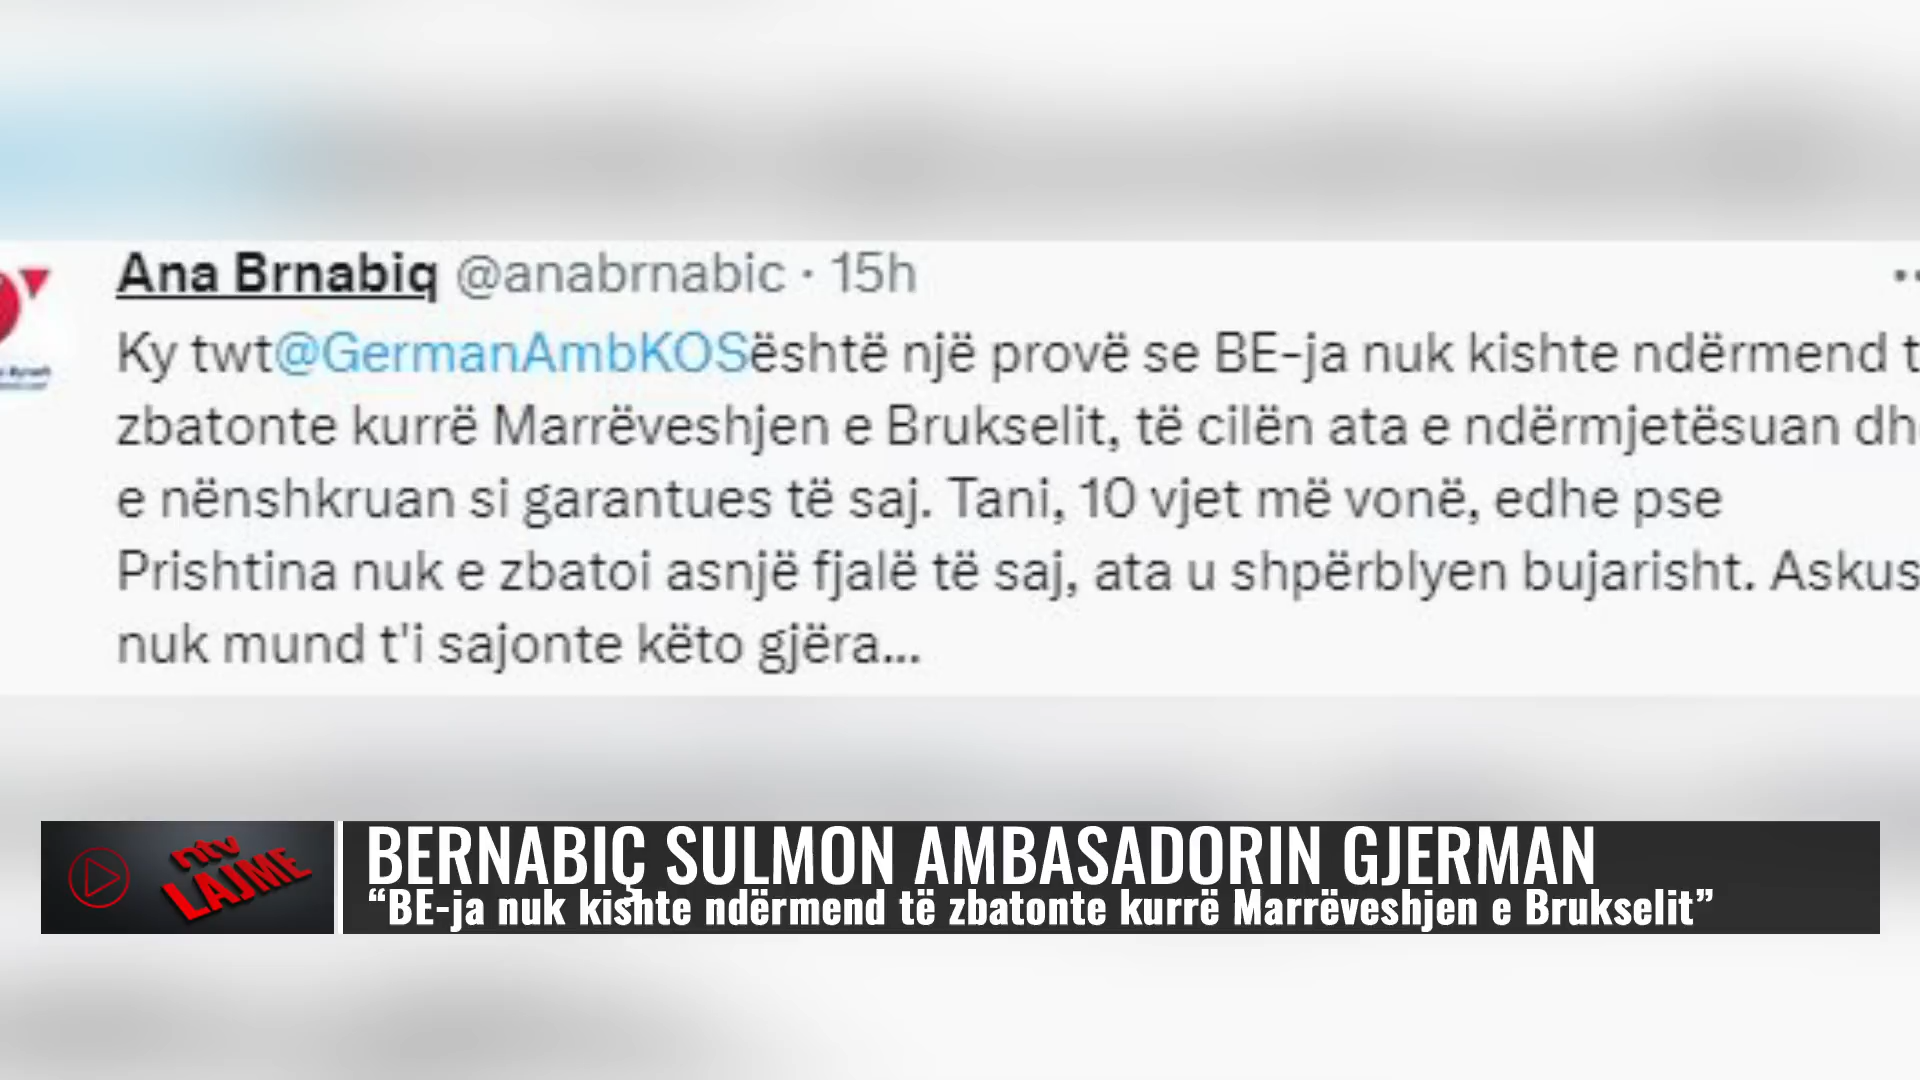 Ana Brnabiq @anabrnabic · 15h
Ky twt@GermanAmbKOSështë një provë se BE-ja nuk kishte ndërmend t
zbatonte kurrë Marrëveshjen e Brukselit, të cilën ata e ndërmjetësuan dh
e nënshkruan si garantues të saj. Tani, 10 vjet më vonë, edhe pse
Prishtina nuk e zbatoi asnjë fjalë të saj, ata u shpërblyen bujarisht. Askus
nuk mund t'i sajonte këto gjëra...
ntv
LAJME
BERNABIÇ SULMON AMBASADORIN GJERMAN
“BE-ja nuk kishte ndërmend të zbatonte kurrë Marrëveshjen e Brukselit”